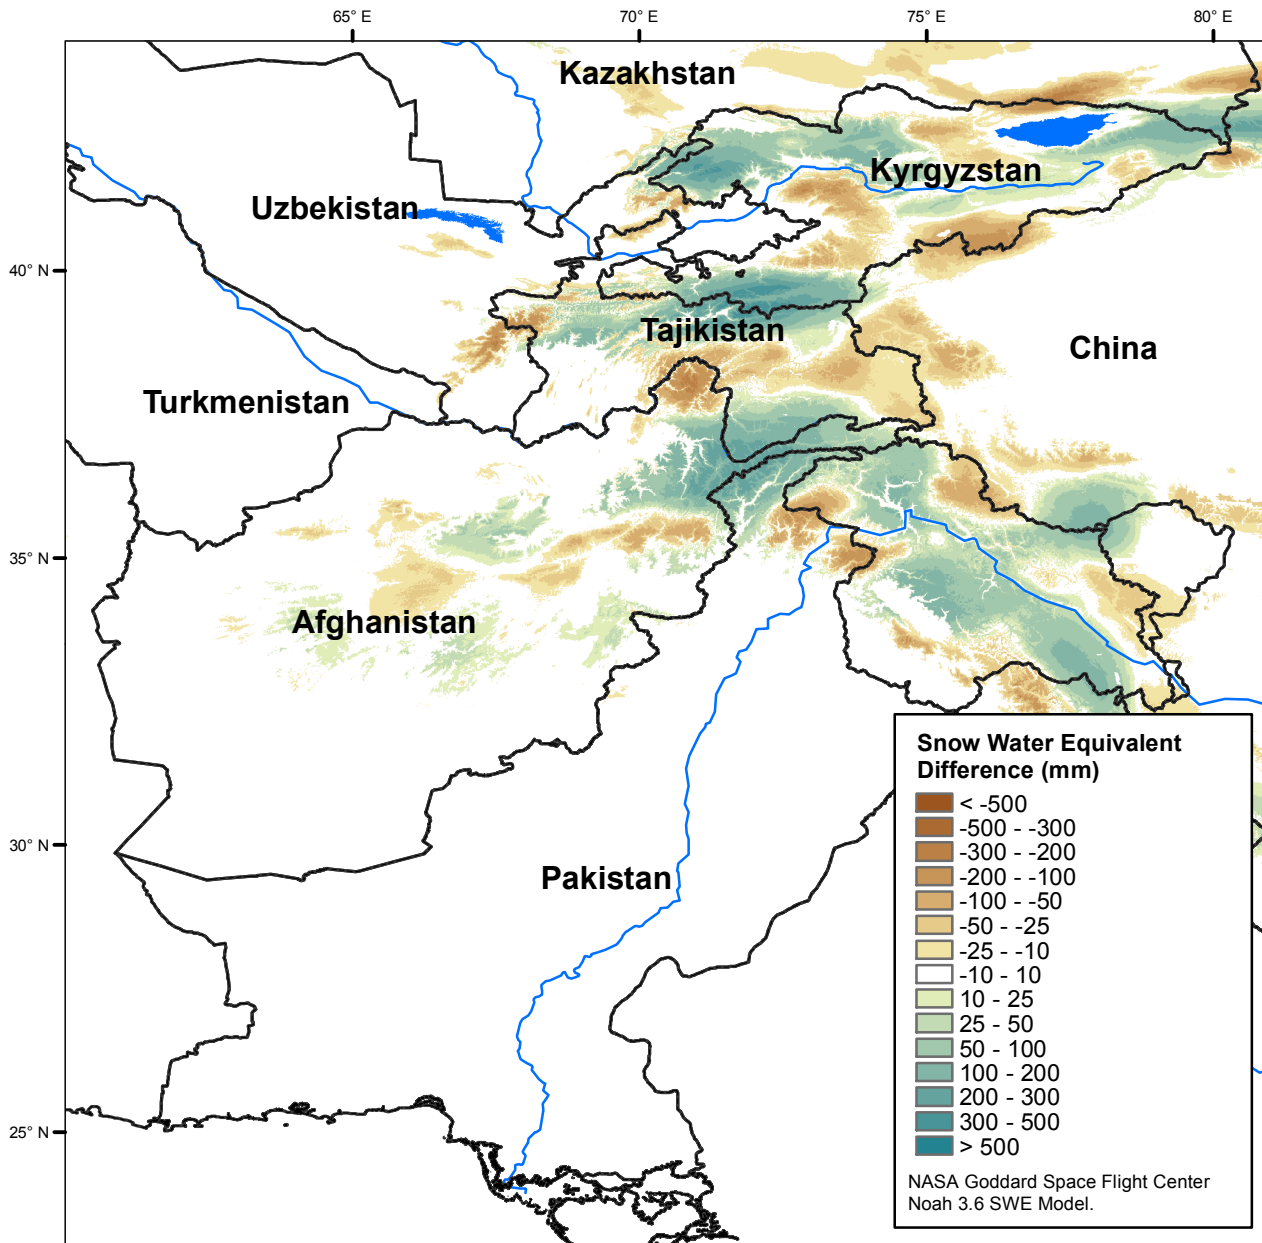 65° E
70° E
75° E
80° E
Kazakhstan
Kyrgyzstan
Uzbekistan
40° N
Tajikistan
China
Turkmenistan
35° N
Afghanistan
30° N
Pakistan
25° N
Snow Water Equivalent
Difference (mm)
< -500
-500 - -300
-300 - -200
-200 - -100
-100 - -50
-50 - -25
-25 - -10
-10 - 10
10 - 25
25 - 50
50 - 100
100 - 200
200 - 300
300 - 500
> 500
NASA Goddard Space Flight Center
Noah 3.6 SWE Model.